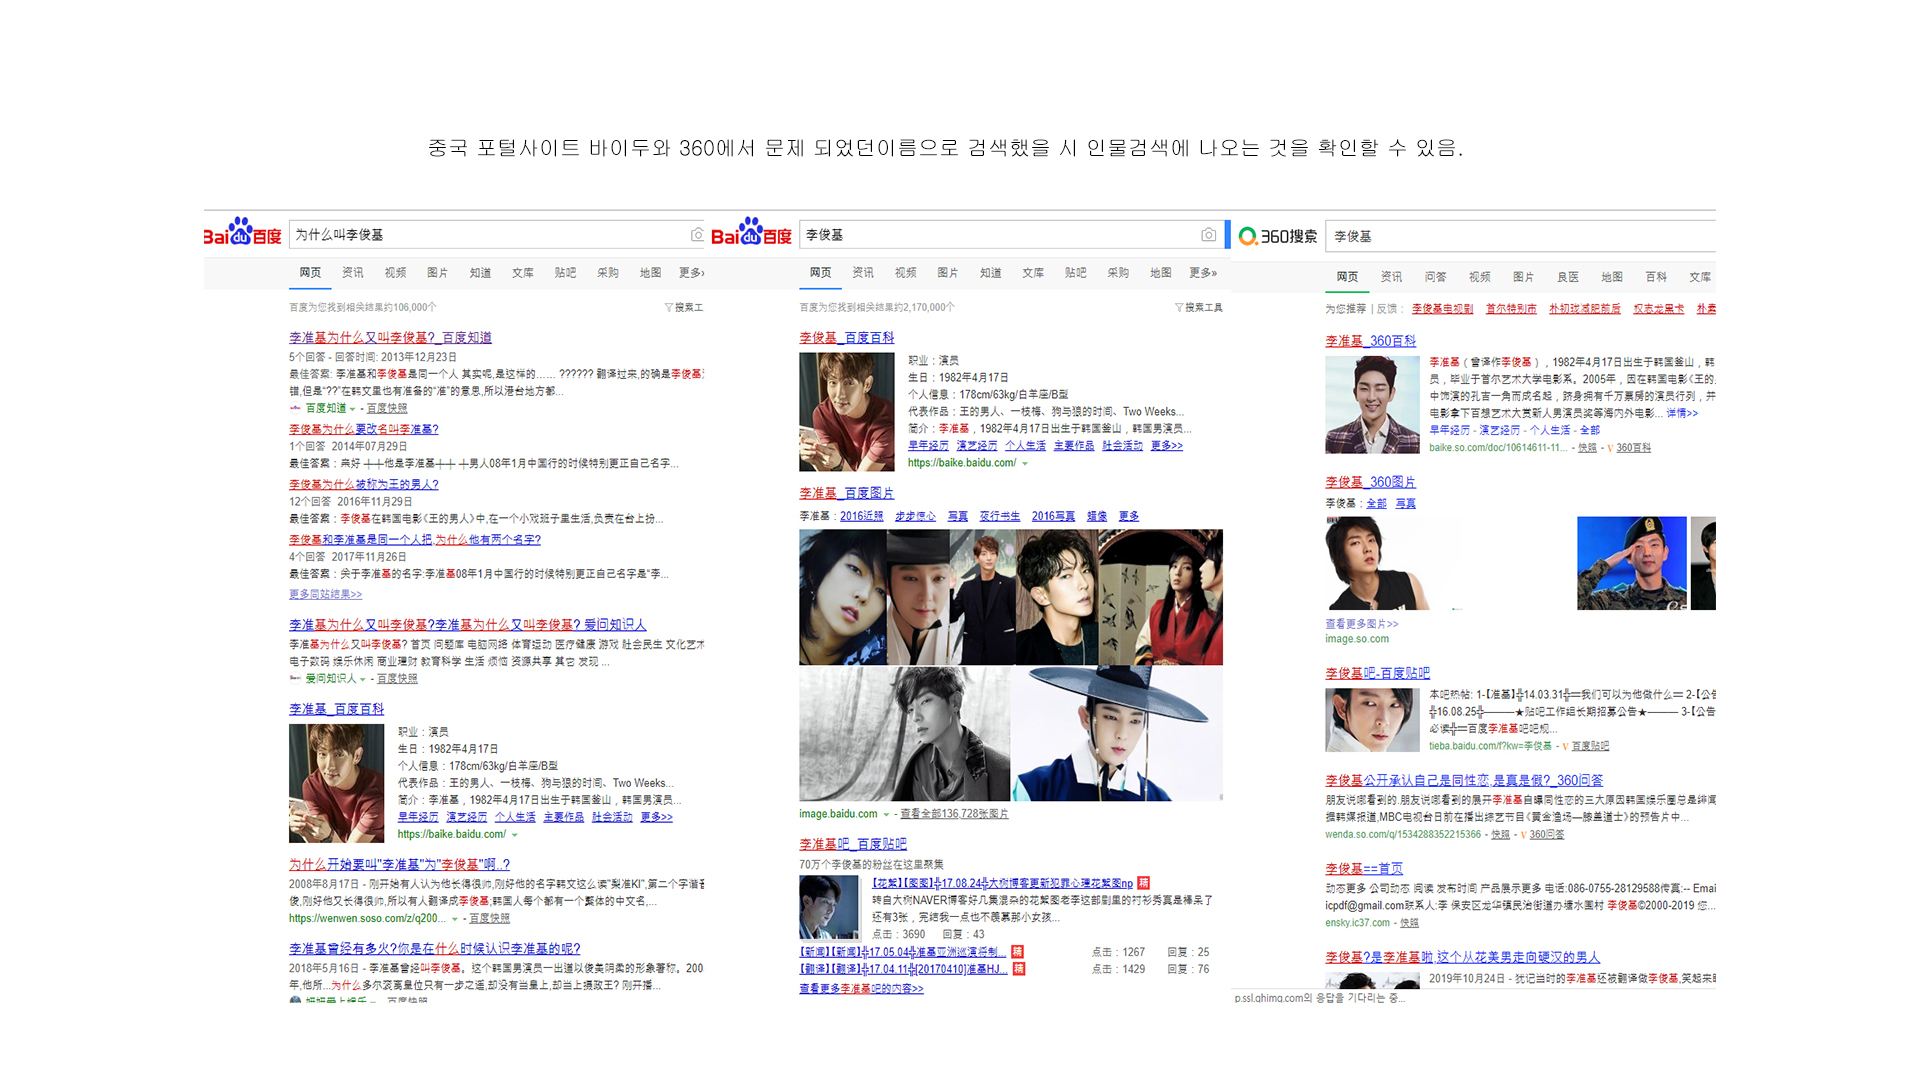 중국 포털사이트 바이두와 360에서 문제 되었던이름으로 검색했을 시 인물검색에 나오는 것을 확인할 수 있음.
Bai du 百度
为什么叫李俊基
网页 资讯 视频 图片 知道 文库 贴吧 采购 地图 更多»
百度为您找到相关结果约106,000个 搜索工
李准基为什么又叫李俊基?_百度知道
5个回答 - 回答时间: 2013年12月23日
最佳答案: 李准基和李俊基是同一个人 其实呢,是这样的…… ?????? 翻译过来,的确是李俊基
错,但是"??"在韩文里也有准备的"准"的意思,所以港台地方都...
百度知道 - 百度快照
李俊基为什么要改名叫李准基?
1个回答 2014年07月29日
最佳答案：亲好 ┼┼他是李准基┼┼ ┼男人08年1月中国行的时候特别更正自己名字...
李俊基为什么被称为王的男人?
12个回答 2016年11月29日
最佳答案：李俊基在韩国电影《王的男人》中,在一个小戏班子里生活,负责在台上扮...
李俊基和李准基是同一个人把,为什么他有两个名字?
4个回答 2017年11月26日
最佳答案：关于李准基的名字:李准基08年1月中国行的时候特别更正自己名字是"李...
更多同站结果>>
李准基为什么又叫李俊基?李准基为什么又叫李俊基? 爱问知识人
李准基为什么又叫李俊基? 首页 问题库 电脑网络 体育运动 医疗健康 游戏 社会民生 文化艺术
电子数码 娱乐休闲 商业理财 教育科学 生活 烦恼 资源共享 其它 发现 ...
爱问知识人 - 百度快照
李准基_百度百科
职业：演员
生日：1982年4月17日
个人信息：178cm/63kg/白羊座/B型
代表作品：王的男人、一枝梅、狗与狼的时间、Two Weeks...
简介：李准基，1982年4月17日出生于韩国釜山，韩国男演员...
早年经历 演艺经历 个人生活 主要作品 社会活动 更多>>
https://baike.baidu.com/
为什么开始要叫"李准基"为"李俊基"啊..?
2008年8月17日 - 刚开始有人认为他长得很帅,刚好他的名字韩文这么读"梨准KI",第二个字谐音
俊,刚好他又长得很帅,所以有人翻译成李俊基;韩国人每个都有一个繁体的中文名,...
https://wenwen.soso.com/z/q200... - 百度快照
李准基曾经有多火?你是在什么时候认识李准基的呢?
2018年5月16日 - 李准基曾经叫李俊基。这个韩国男演员一出道以俊美阴柔的形象著称。200
年,他所...为什么多尔衮离皇位只有一步之遥,却没有当皇上,却当上摄政王? 刚开播...
Bai du 百度
李俊基
网页 资讯 视频 图片 知道 文库 贴吧 采购 地图 更多»
百度为您找到相关结果约2,170,000个 搜索工具
李俊基_百度百科
职业：演员
生日：1982年4月17日
个人信息：178cm/63kg/白羊座/B型
代表作品：王的男人、一枝梅、狗与狼的时间、Two Weeks...
简介：李准基，1982年4月17日出生于韩国釜山，韩国男演员...
早年经历 演艺经历 个人生活 主要作品 社会活动 更多>>
https://baike.baidu.com/
李准基_百度图片
李准基：2016近照 步步惊心 写真 夜行书生 2016写真 摄像 更多
image.baidu.com - 查看全部136,728张图片
李准基吧_百度贴吧
70万个李俊基的粉丝在这里聚集
【花絮】【图图】╬17.08.24╬大树博客更新犯罪心理花絮图np 精
转自大树NAVER博客好几集混杂的花絮图老李这部剧里的衬衫秀真是棒呆了
还有3张，完结我一点也不羡慕那小女孩...
点击：3690 回复：43
【新闻】【新闻】╬17.05.04╬准基亚洲巡演将制... 精 点击：1267 回复：25
【翻译】【翻译】╬17.04.11╬[20170410]准基HJ... 精 点击：1429 回复：76
查看更多李准基吧的内容>>
360搜索
李俊基
网页 资讯 问答 视频 图片 良医 地图 百科 文库
为您推荐 | 反馈： 李俊基电视剧 首尔特别市 朴初珑减肥前后 权志龙黑卡
李准基_360百科
李准基（曾译作李俊基），1982年4月17日出生于韩国釜山，韩
员，毕业于首尔艺术大学电影系。2005年，因在韩国电影《王的
中饰演的孔吉一角而成名起，跻身拥有千万票房的演员行列，并
电影拿下百想艺术大赏新人男演员奖等海内外电影... 详情>>
早年经历 - 演艺经历 - 个人生活 - 全部
baike.so.com/doc/10614611-11... - 快照 - V 360百科
李俊基_360图片
李俊基：全部 写真
查看更多图片>>
image.so.com
李俊基吧-百度贴吧
本吧热帖: 1-【准基】╬14.03.31╬══我们可以为他做什么══ 2-【公告
╬16.08.25╬————★贴吧工作组长期招募公告★———— 3-【公告
必读╬══百度李准基吧吧规...
tieba.baidu.com/f?kw=李俊基 - V 百度贴吧
李俊基公开承认自己是同性恋,是真是假?_360问答
朋友说哪看到的.朋友说哪看到的展开李准基自曝同性恋的三大原因韩国娱乐圈总是绯闻
据韩媒报道,MBC电视台日前在播出综艺节目《黄金渔场—膝盖道士》的预告片中...
wenda.so.com/q/1534288352215366 - 快照 - V 360问答
李俊基==首页
动态更多 公司动态 阅读 发布时间 产品展示更多 电话:086-0755-28129588传真:-- Emai
icpdf@gmail.com联系人:李 保安区龙华镇民治街道办塘水围村 李俊基©2000-2019 您...
ensky.ic37.com - 快照
李俊基?是李准基啦,这个从花美男走向硬汉的男人
2019年10月24日 - 犹记当时的李准基还被翻译做李俊基,笑起来眼
p.ssl.qhimg.com의 응답을 기다리는 중...